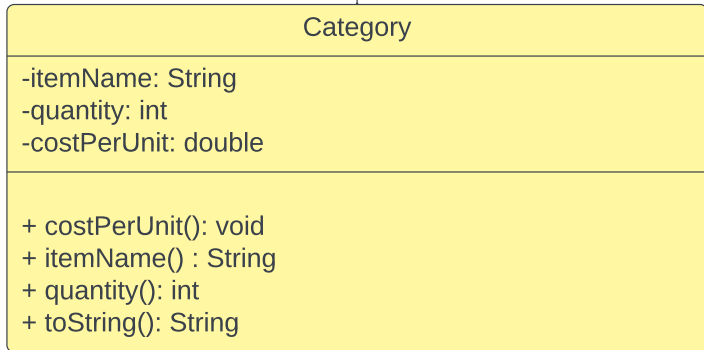 Category
-itemName: String
-quantity: int
-costPerUnit: double
+ costPerUnit(): void
+ itemName() : String
+ quantity(): int
+ toString(): String